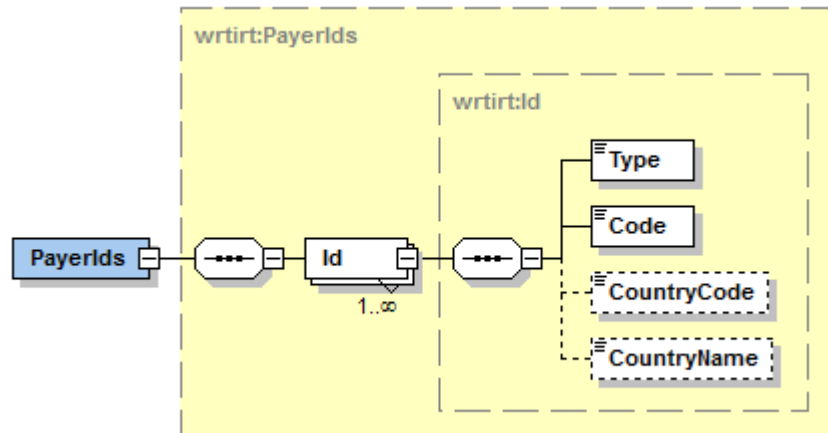 wrtirt:PayerIds
wrtirt:Id
Type
Code
PayerIds
Id
1..∞
CountryCode
CountryName